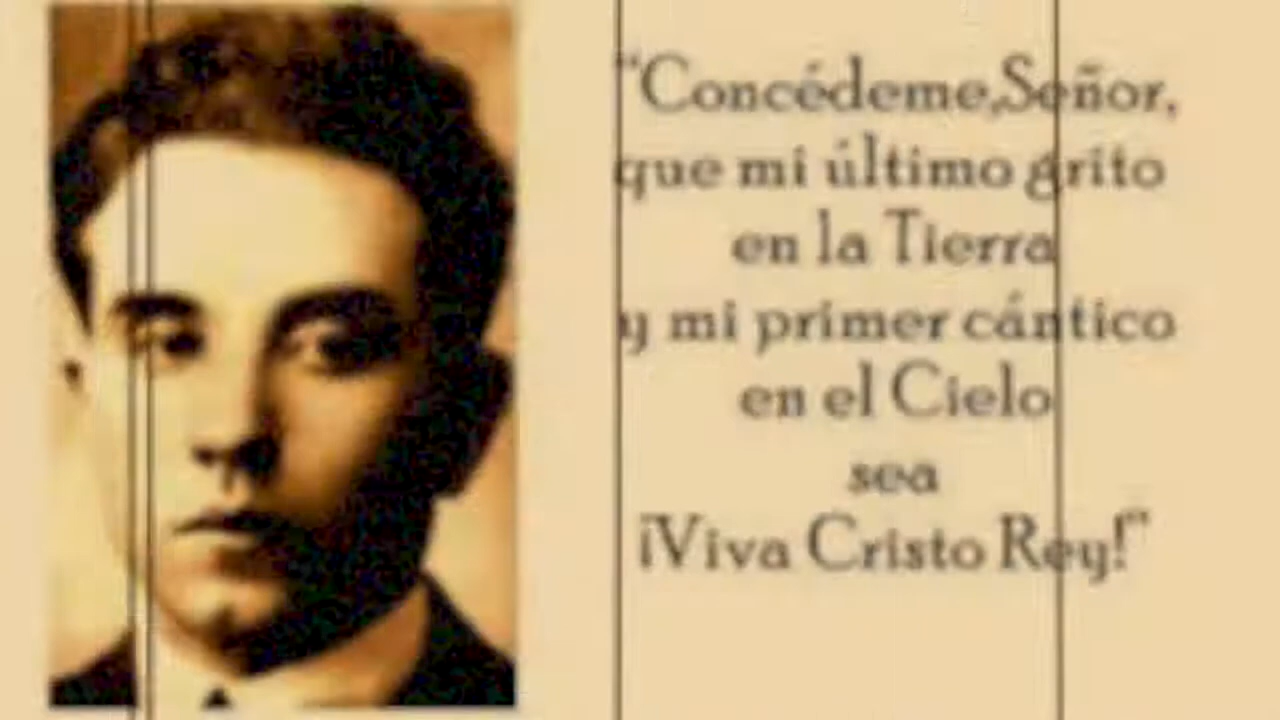 “Concédeme,Señor,
que mi último grito
en la Tierra
y mi primer cántico
en el Cielo
sea
¡Viva Cristo Rey!”